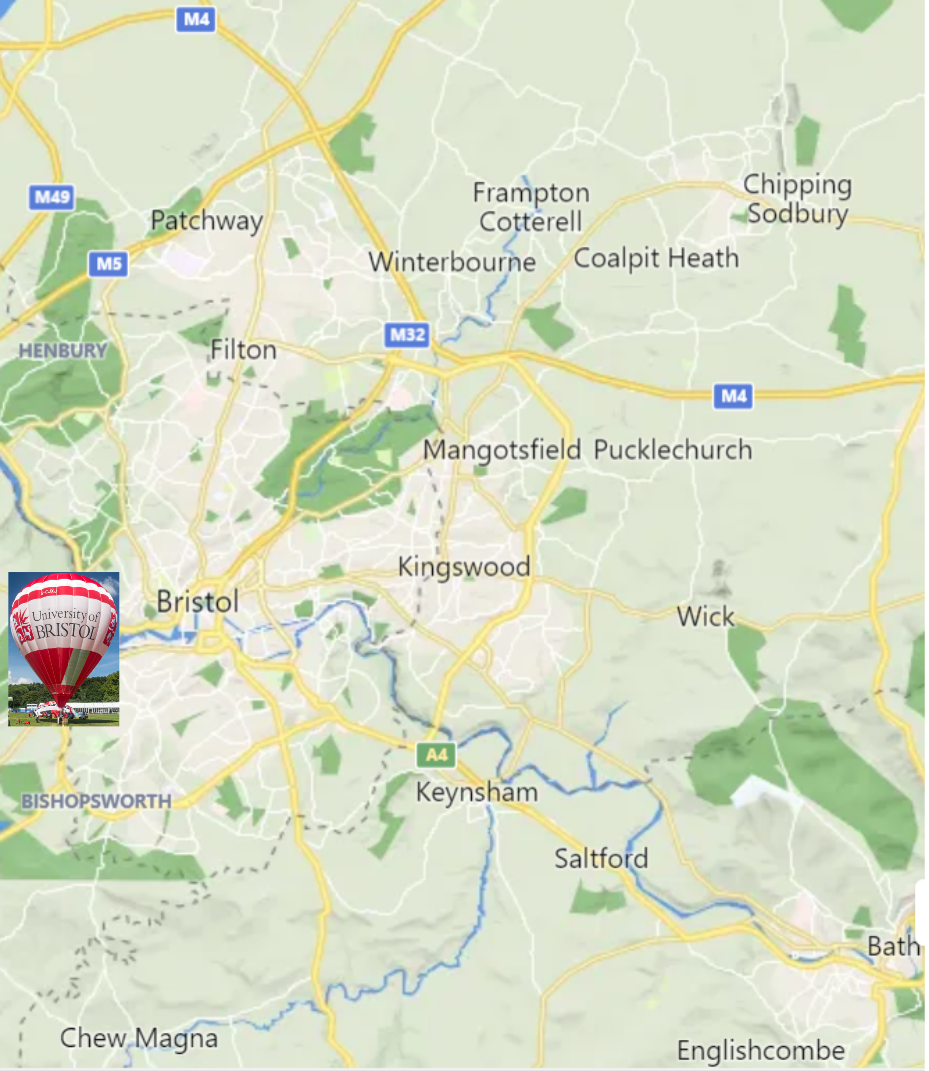 M4
M49
Frampton
Cotterell
Chipping
Sodbury
Patchway
M5
Winterbourne
Coalpit Heath
M32
HENBURY
Filton
M4
Mangotsfield
Pucklechurch
Kingswood
Bristol
Wick
University of
BRISTOL
A4
Keynsham
BISHOPSWORTH
Saltford
Bath
Chew Magna
Englishcombe